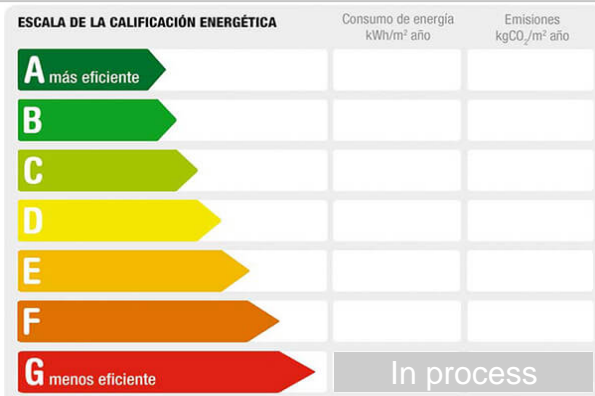 ESCALA DE LA CALIFICACIÓN ENERGÉTICA
Consumo de energía
kWh/m² año
Emisiones
kgCO₂/m² año
A más eficiente
B
C
D
E
F
G menos eficiente
In process